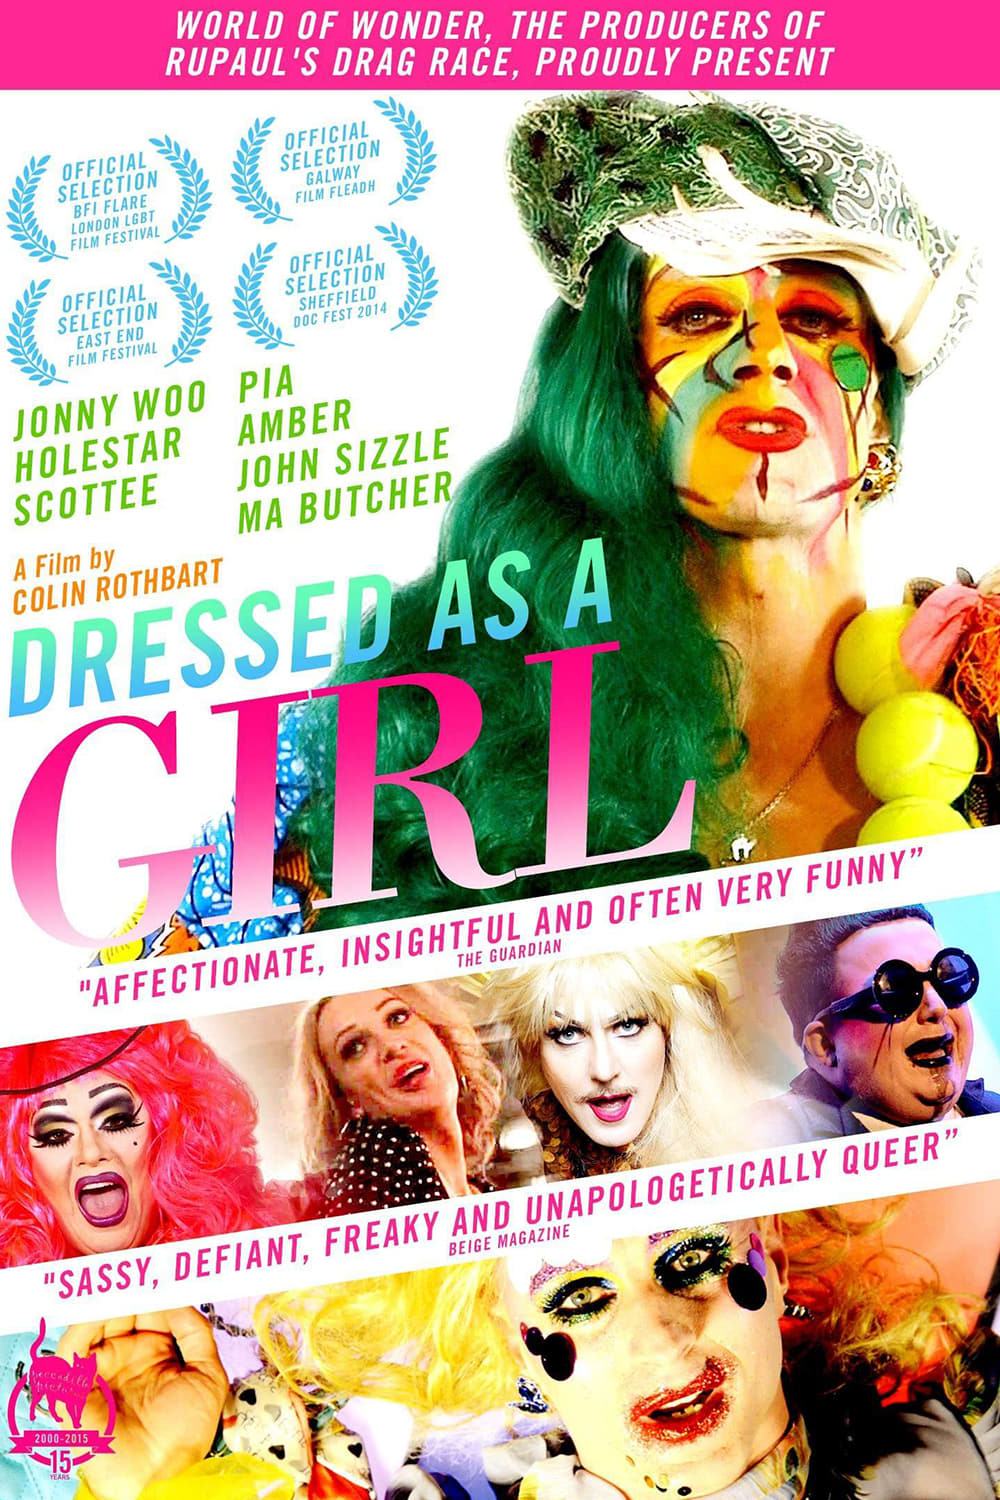 WORLD OF WONDER, THE PRODUCERS OF
RUPAUL'S DRAG RACE, PROUDLY PRESENT
OFFICIAL
SELECTION
BFI FLARE
LONDON LGBT
FILM FESTIVAL
OFFICIAL
SELECTION
GALWAY
FILM FLEADH
OFFICIAL
SELECTION
EAST END
FILM FESTIVAL
OFFICIAL
SELECTION
SHEFFIELD
DOC FEST 2014
JONNY WOO
HOLESTAR
SCOTTEE
PIA
AMBER
JOHN SIZZLE
MA BUTCHER
A Film by
COLIN ROTHBART
DRESSED AS A
GIRL
"AFFECTIONATE, INSIGHTFUL AND OFTEN VERY FUNNY”
THE GUARDIAN
"SASSY, DEFIANT, FREAKY AND UNAPOLOGETICALLY QUEER”
BEIGE MAGAZINE
peccadillo
pictures
2000-2015
15
YEARS